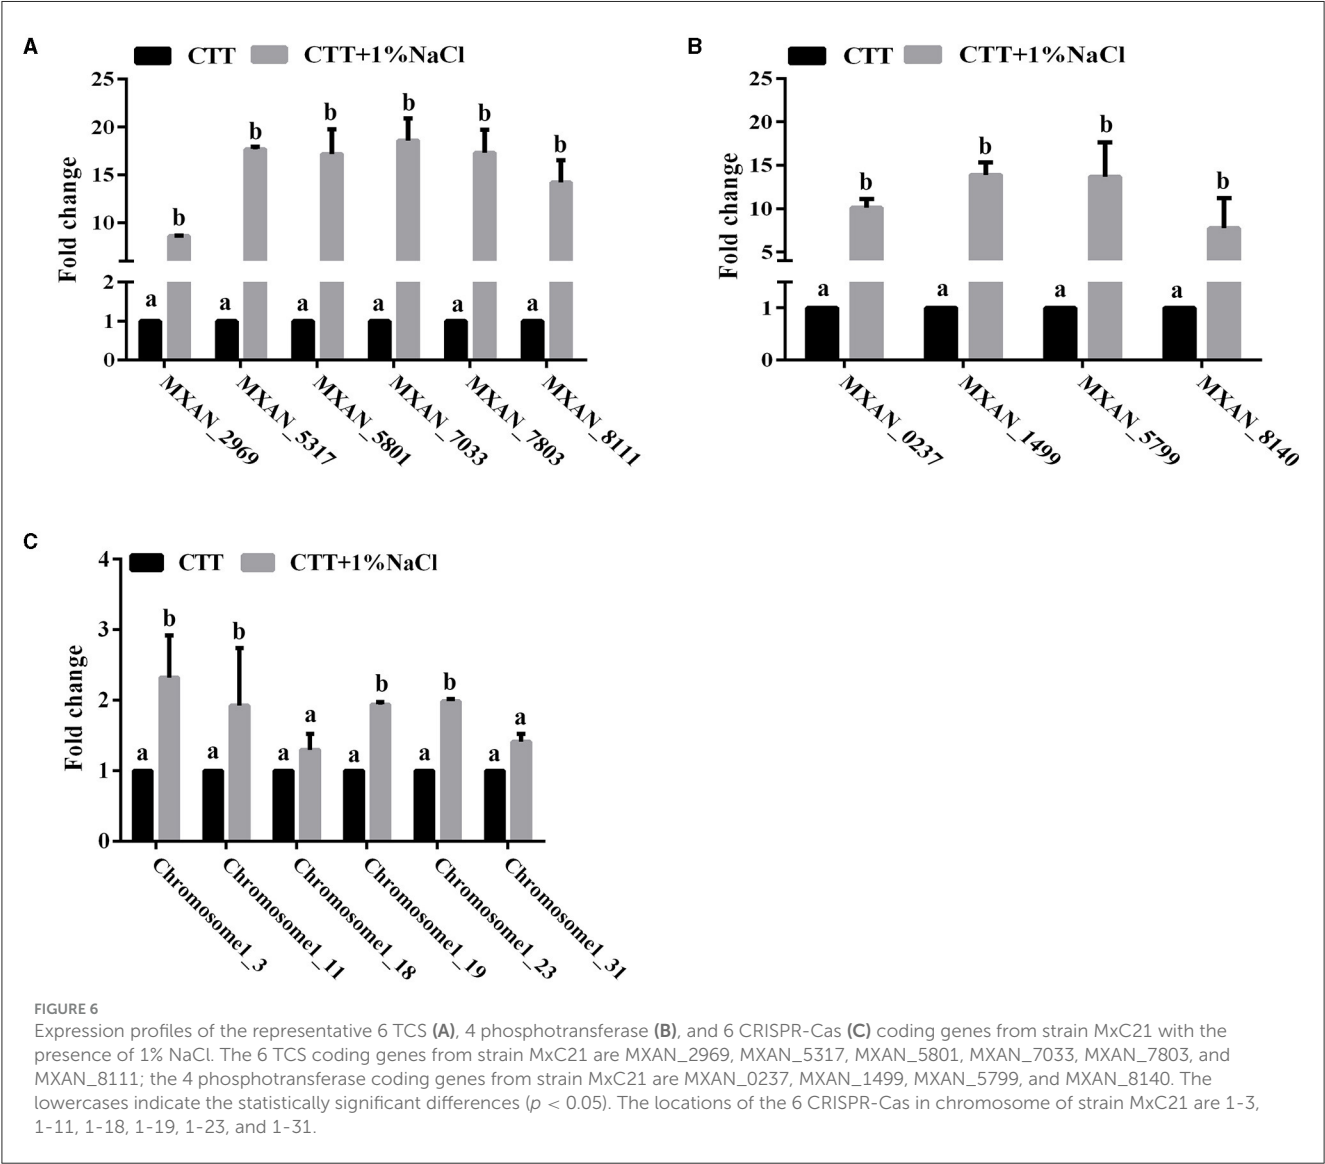 A
CTT CTT+1%NaCl
Fold change
25
20
15
10
2
1
0
b b b b b b
a a a a a a
MXAN_2969 MXAN_5317 MXAN_5801 MXAN_7033 MXAN_7803 MXAN_8111
B
CTT CTT+1%NaCl
Fold change
25
20
15
10
5
1
0
b b b b
a a a a
MXAN_0237 MXAN_1499 MXAN_5799 MXAN_8140
C
CTT CTT+1%NaCl
Fold change
4
3
2
1
0
b b a b b a
a a a a a a
Chromosome1_3 Chromosome1_11 Chromosome1_18 Chromosome1_19 Chromosome1_23 Chromosome1_31
FIGURE 6
Expression profiles of the representative 6 TCS (A), 4 phosphotransferase (B), and 6 CRISPR-Cas (C) coding genes from strain MxC21 with the
presence of 1% NaCl. The 6 TCS coding genes from strain MxC21 are MXAN_2969, MXAN_5317, MXAN_5801, MXAN_7033, MXAN_7803, and
MXAN_8111; the 4 phosphotransferase coding genes from strain MxC21 are MXAN_0237, MXAN_1499, MXAN_5799, and MXAN_8140. The
lowercases indicate the statistically significant differences (p < 0.05). The locations of the 6 CRISPR-Cas in chromosome of strain MxC21 are 1-3,
1-11, 1-18, 1-19, 1-23, and 1-31.